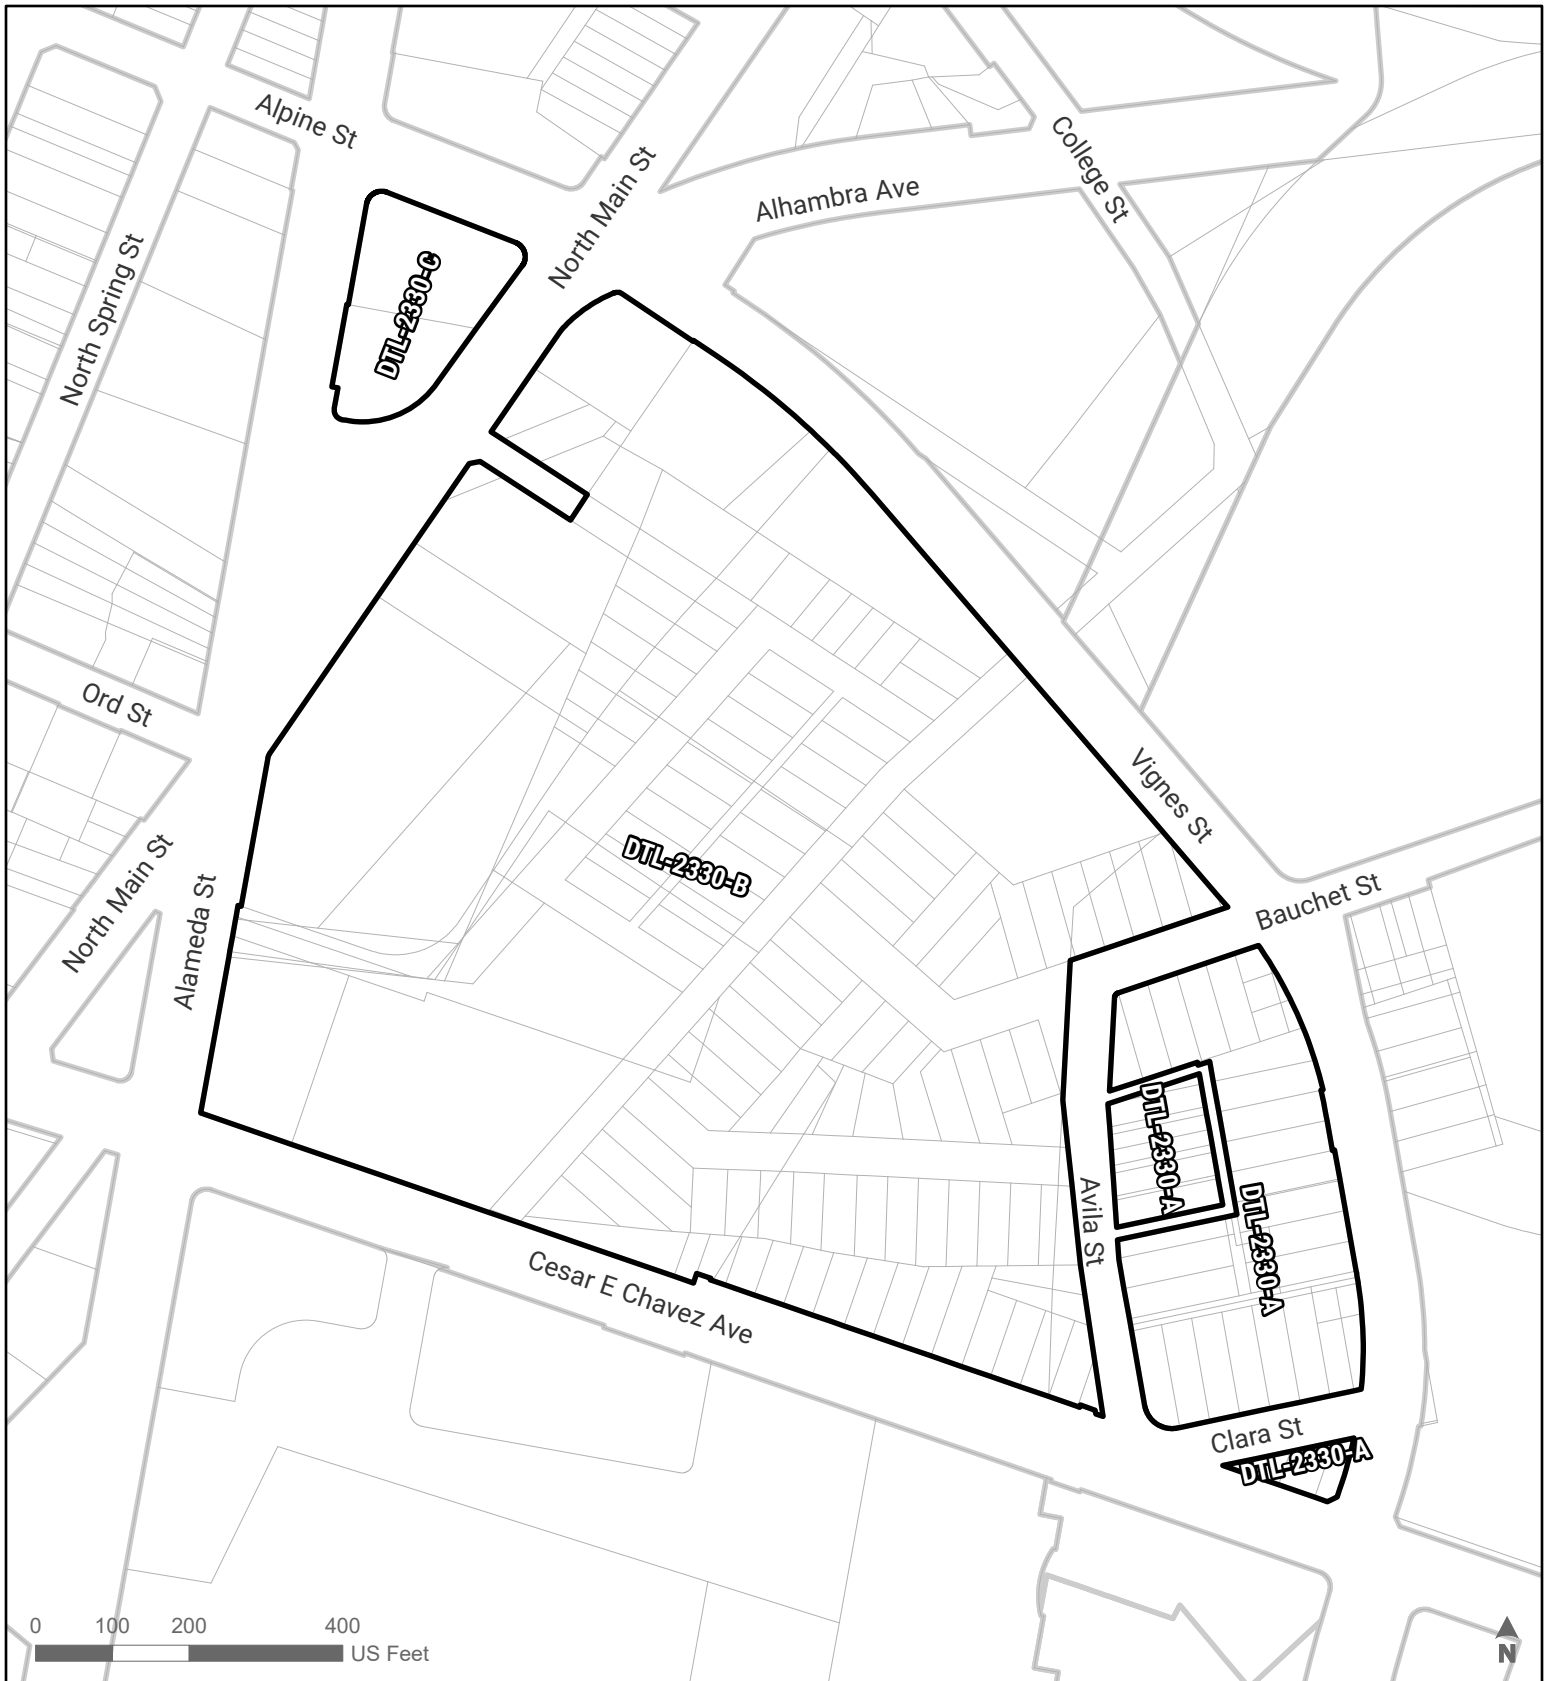 Alpine St
North Main St
College St
Alhambra Ave
North Spring St
DTL-2330-C
Ord St
Vignes St
North Main St
Alameda St
DTL-2330-B
Bauchet St
DTL-2330-A
Avila St
DTL-2330-A
Cesar E Chavez Ave
Clara St
DTL-2330-A
0 100 200 400
US Feet
N